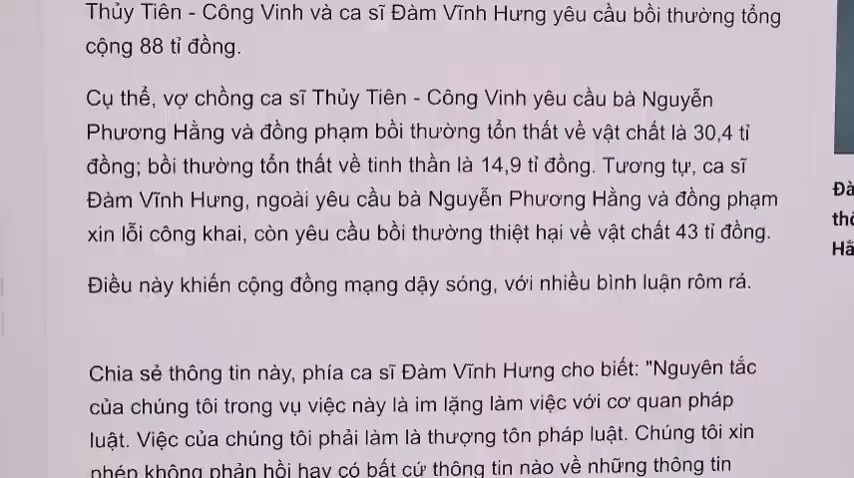 Thủy Tiên - Công Vinh và ca sĩ Đàm Vĩnh Hưng yêu cầu bồi thường tổng
cộng 88 tỉ đồng.
Cụ thể, vợ chồng ca sĩ Thủy Tiên - Công Vinh yêu cầu bà Nguyễn
Phương Hằng và đồng phạm bồi thường tổn thất về vật chất là 30,4 tỉ
đồng; bồi thường tổn thất về tinh thần là 14,9 tỉ đồng. Tương tự, ca sĩ
Đàm Vĩnh Hưng, ngoài yêu cầu bà Nguyễn Phương Hằng và đồng phạm
xin lỗi công khai, còn yêu cầu bồi thường thiệt hại về vật chất 43 tỉ đồng.
Điều này khiến cộng đồng mạng dậy sóng, với nhiều bình luận rôm rả.
Chia sẻ thông tin này, phía ca sĩ Đàm Vĩnh Hưng cho biết: "Nguyên tắc
của chúng tôi trong vụ việc này là im lặng làm việc với cơ quan pháp
luật. Việc của chúng tôi phải làm là thượng tôn pháp luật. Chúng tôi xin
phép không phản hồi hay có bất cứ thông tin nào về những thông tin
Đà
thờ
Hằ